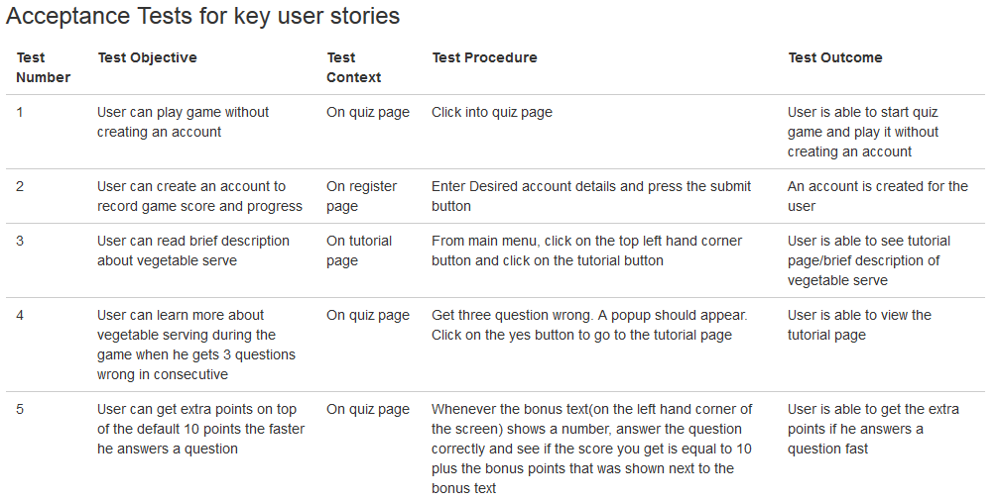 Acceptance Tests for key user stories
Test Number Test Objective Test Context Test Procedure Test Outcome
1 User can play game without creating an account On quiz page Click into quiz page User is able to start quiz game and play it without creating an account
2 User can create an account to record game score and progress On register page Enter Desired account details and press the submit button An account is created for the user
3 User can read brief description about vegetable serve On tutorial page From main menu, click on the top left hand corner button and click on the tutorial button User is able to see tutorial page/brief description of vegetable serve
4 User can learn more about vegetable serving during the game when he gets 3 questions wrong in consecutive On quiz page Get three question wrong. A popup should appear. Click on the yes button to go to the tutorial page User is able to view the tutorial page
5 User can get extra points on top of the default 10 points the faster he answers a question On quiz page Whenever the bonus text(on the left hand corner of the screen) shows a number, answer the question correctly and see if the score you get is equal to 10 plus the bonus points that was shown next to the bonus text User is able to get the extra points if he answers a question fast